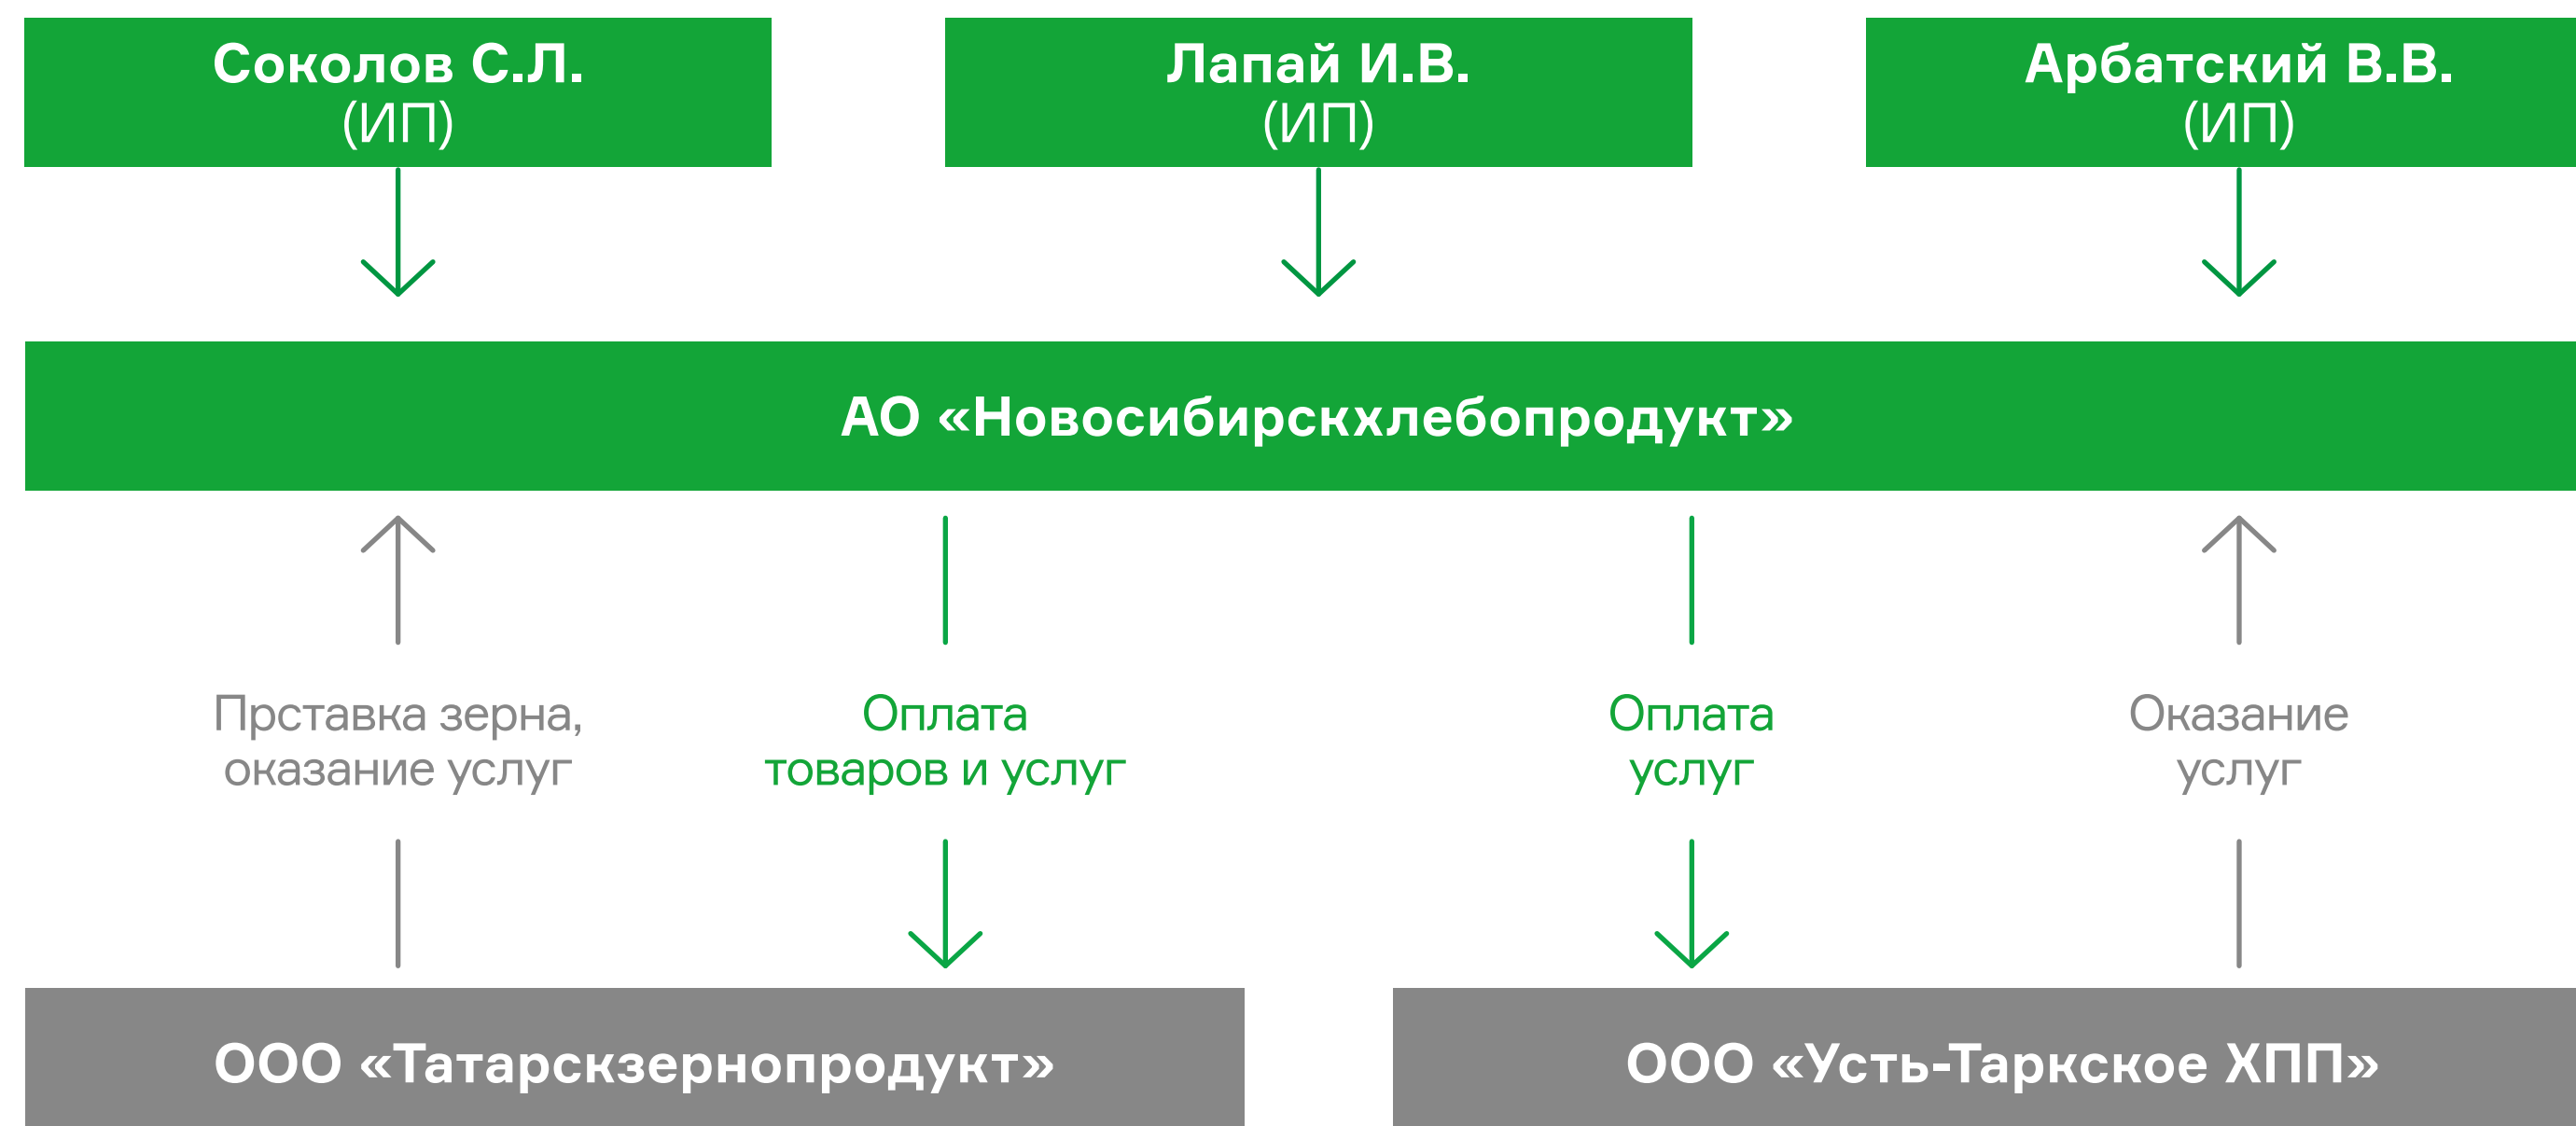 Соколов С.Л.
(ИП)
Лапай И.В.
(ИП)
Арбатский В.В.
(ИП)
АО «Новосибирскхлебопродукт»
Прставка зерна,
оказание услуг
Оплата
товаров и услуг
Оплата
услуг
Оказание
услуг
ООО «Татарскзернопродукт»
ООО «Усть-Таркское ХПП»